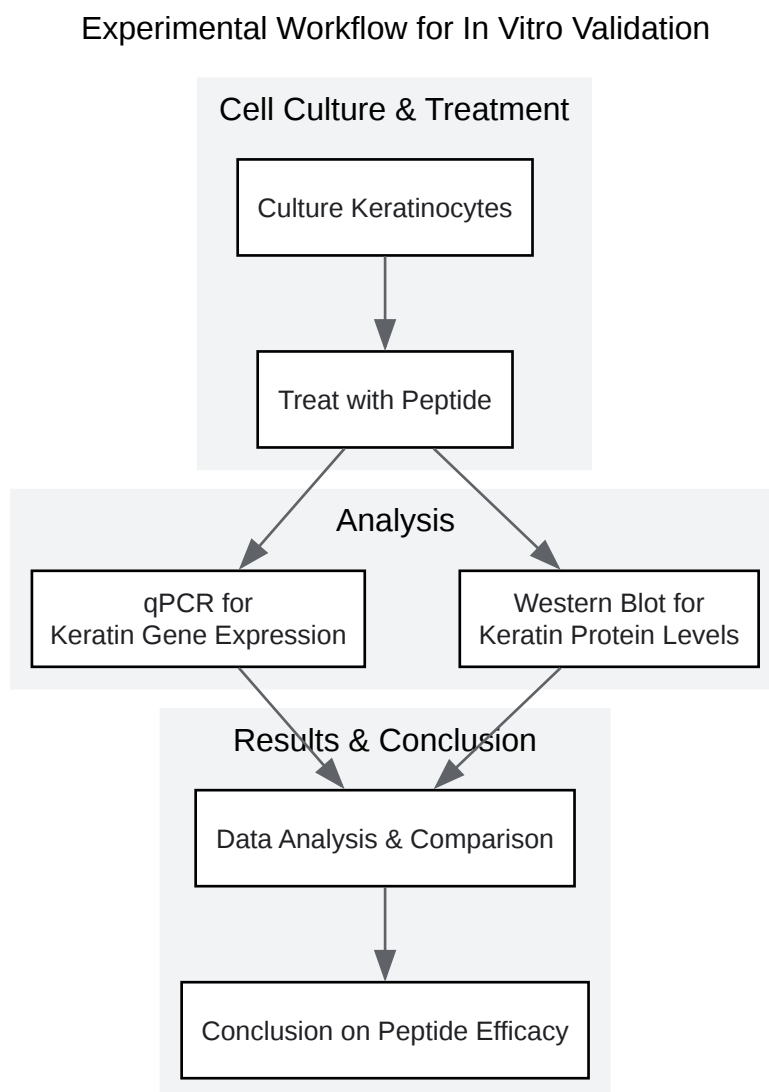 Experimental Workflow for In Vitro Validation
Cell Culture & Treatment
Culture Keratinocytes
Treat with Peptide
Analysis
qPCR for
Keratin Gene Expression
Western Blot for
Keratin Protein Levels
Results & Conclusion
Data Analysis & Comparison
Conclusion on Peptide Efficacy